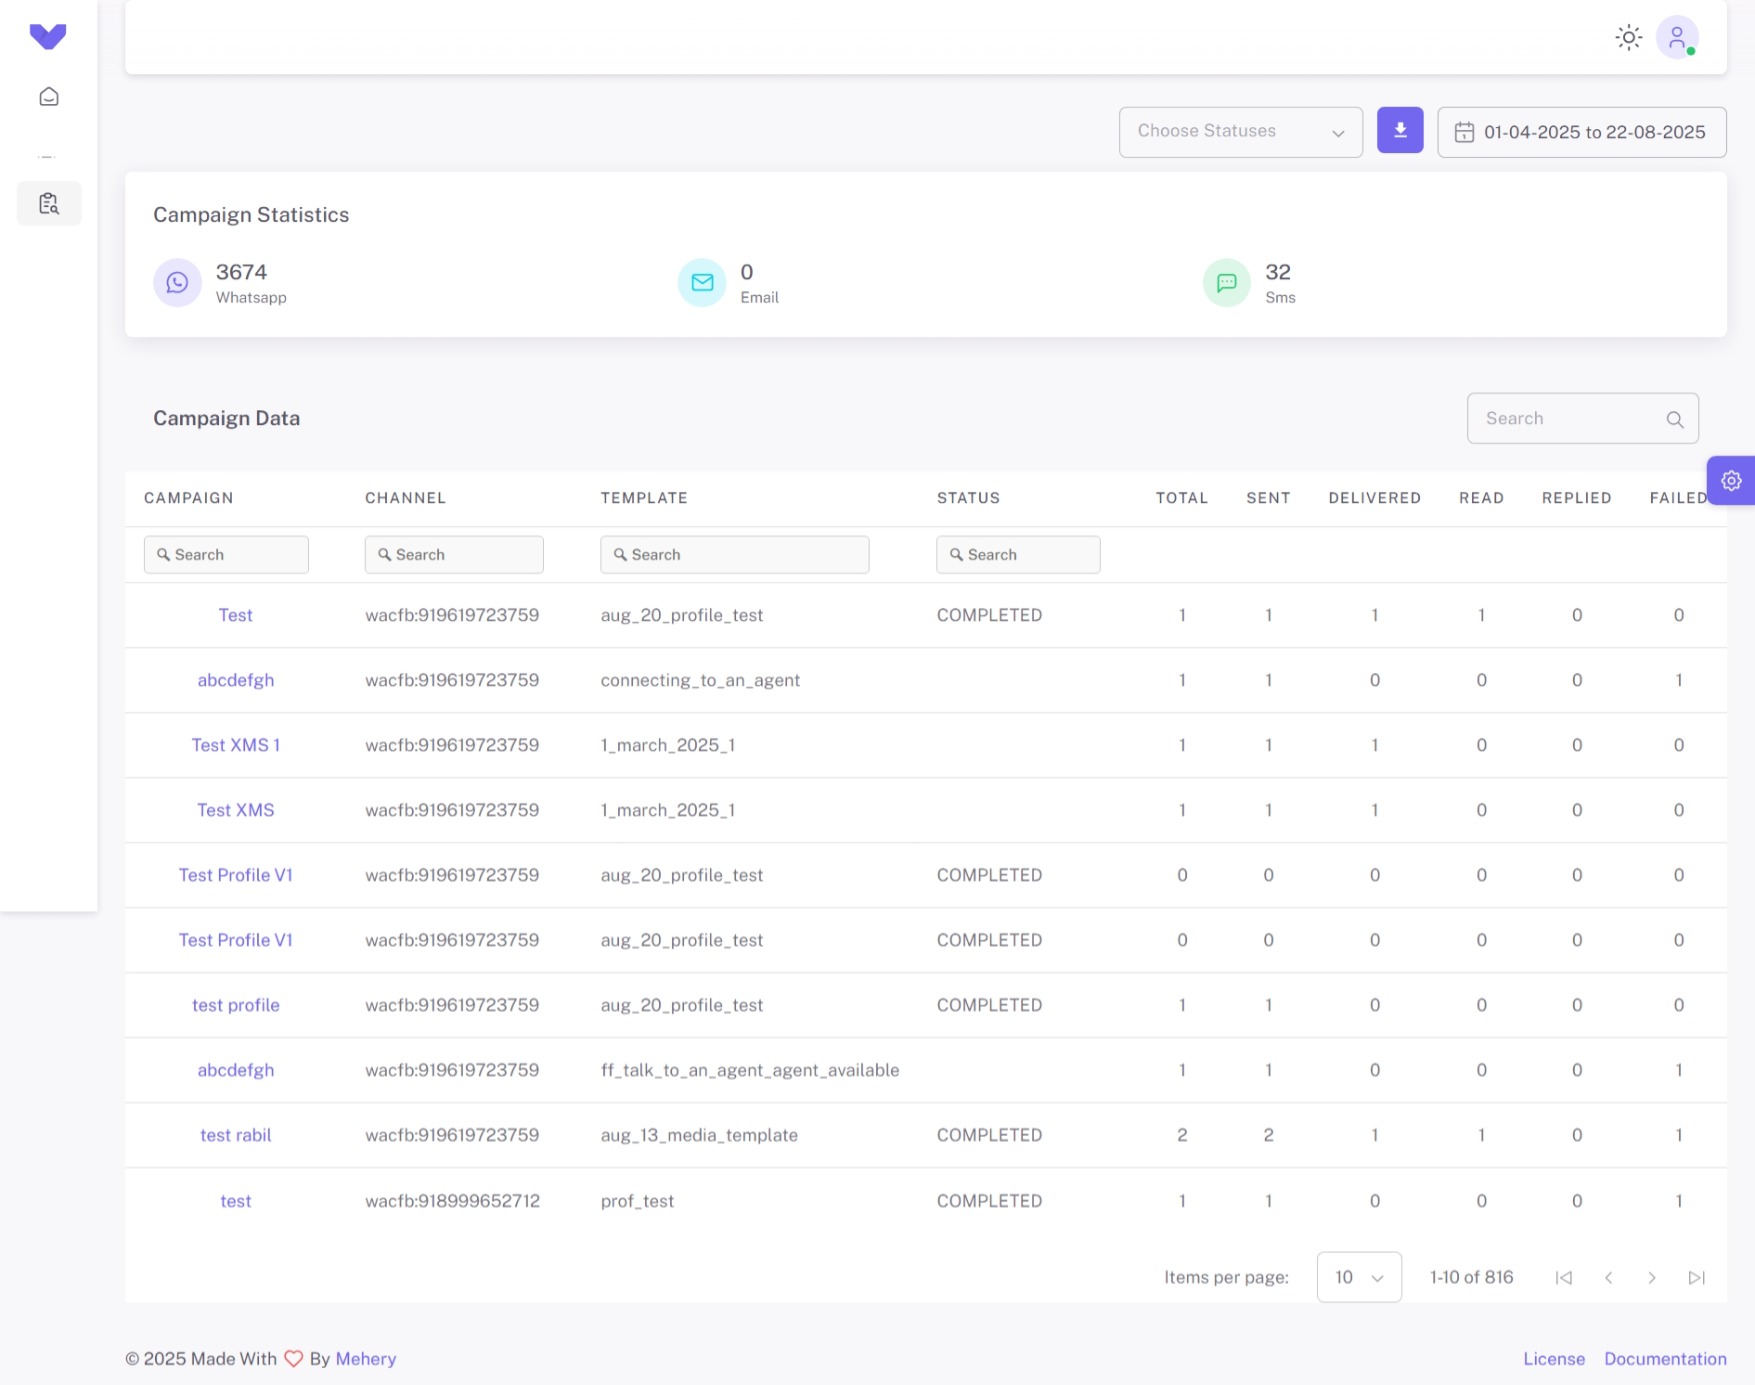 Choose Statuses
01-04-2025 to 22-08-2025
Campaign Statistics
3674
Whatsapp
0
Email
32
Sms
Campaign Data
Search
CAMPAIGN CHANNEL TEMPLATE STATUS TOTAL SENT DELIVERED READ REPLIED FAILED
Search Search Search Search
Test wacfb:919619723759 aug_20_profile_test COMPLETED 1 1 1 1 0 0
abcdefgh wacfb:919619723759 connecting_to_an_agent 1 1 0 0 0 1
Test XMS 1 wacfb:919619723759 1_march_2025_1 1 1 1 0 0 0
Test XMS wacfb:919619723759 1_march_2025_1 1 1 1 0 0 0
Test Profile V1 wacfb:919619723759 aug_20_profile_test COMPLETED 0 0 0 0 0 0
Test Profile V1 wacfb:919619723759 aug_20_profile_test COMPLETED 0 0 0 0 0 0
test profile wacfb:919619723759 aug_20_profile_test COMPLETED 1 1 0 0 0 0
abcdefgh wacfb:919619723759 ff_talk_to_an_agent_agent_available 1 1 0 0 0 1
test rabil wacfb:919619723759 aug_13_media_template COMPLETED 2 2 1 1 0 1
test wacfb:918999652712 prof_test COMPLETED 1 1 0 0 0 1
Items per page: 10 1-10 of 816
© 2025 Made With By Mehery License Documentation